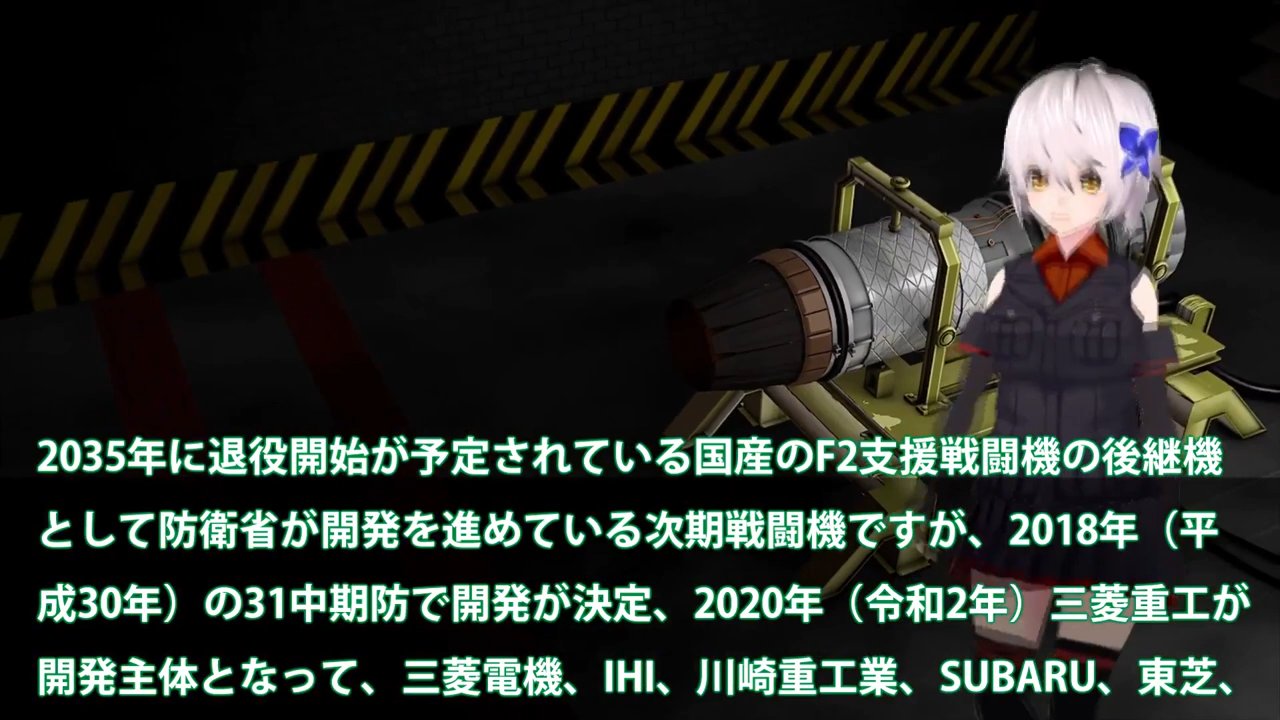 2035年に退役開始が予定されている国産のF2支援戦闘機の後継機
として防衛省が開発を進めている次期戦闘機ですが、2018年（平
成30年）の31中期防で開発が決定、2020年（令和2年）三菱重工が
開発主体となって、三菱電機、IHI、川崎重工業、SUBARU、東芝、